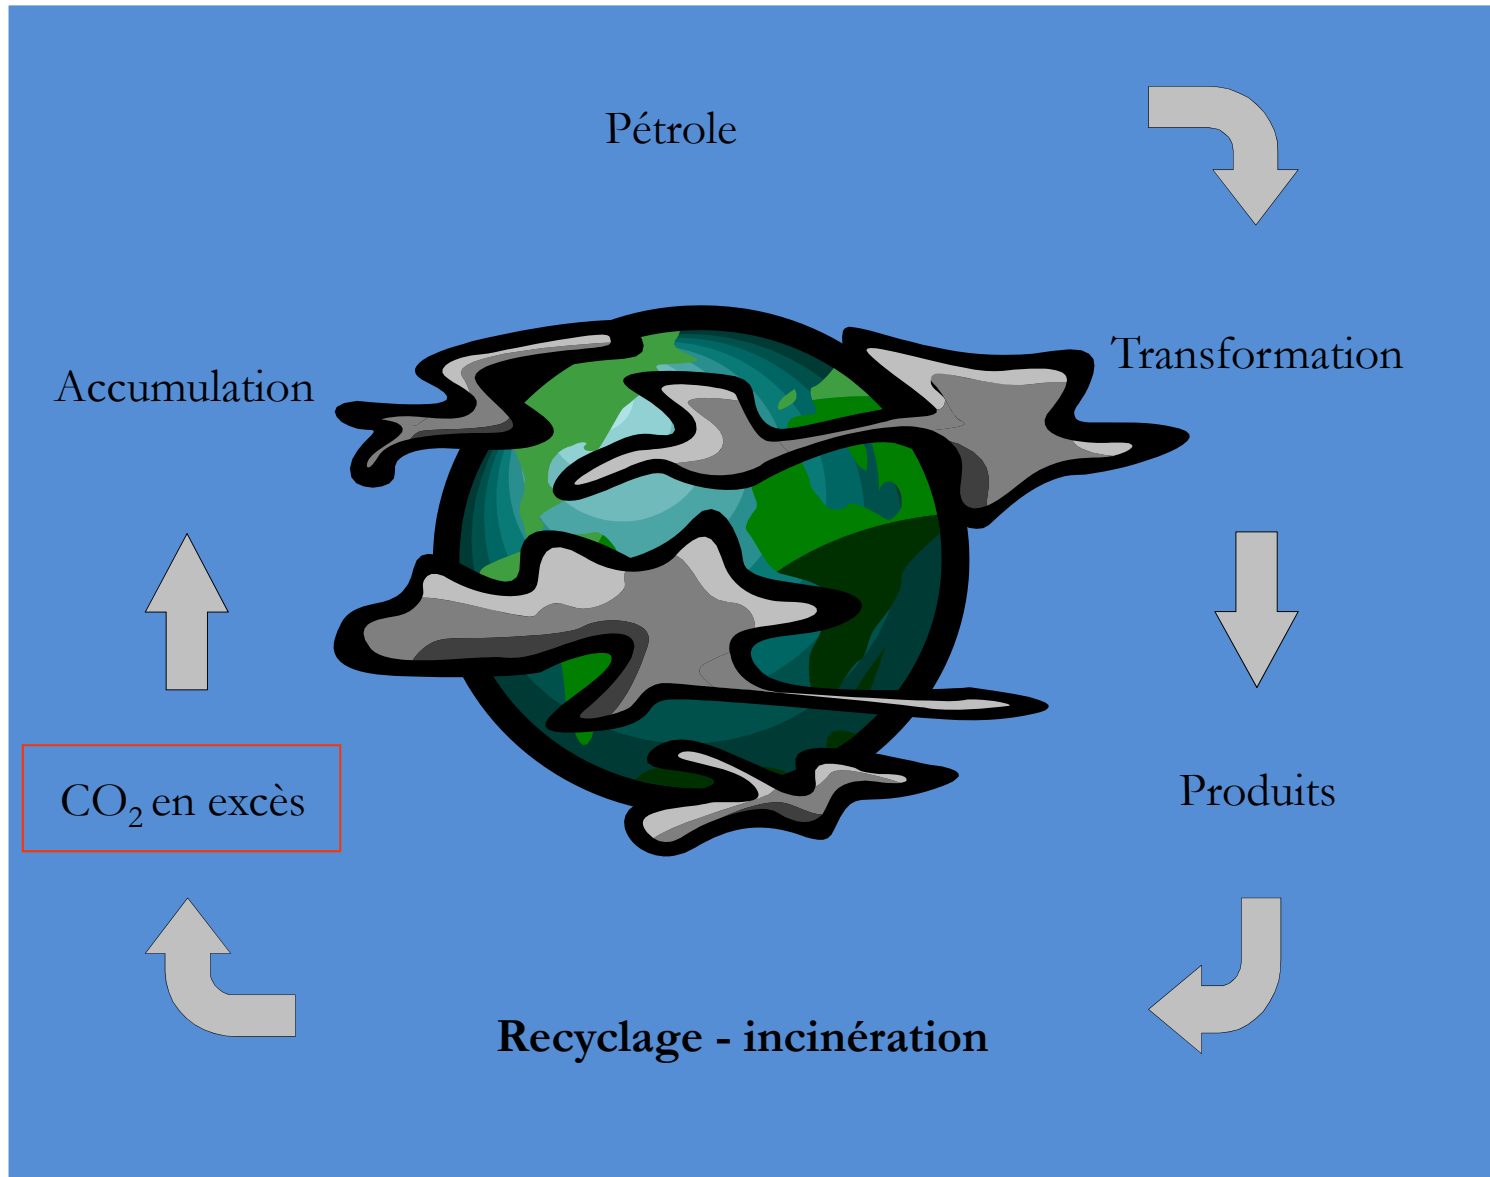 Pétrole
Transformation
Accumulation
Produits
CO₂ en excès
Recyclage - incinération